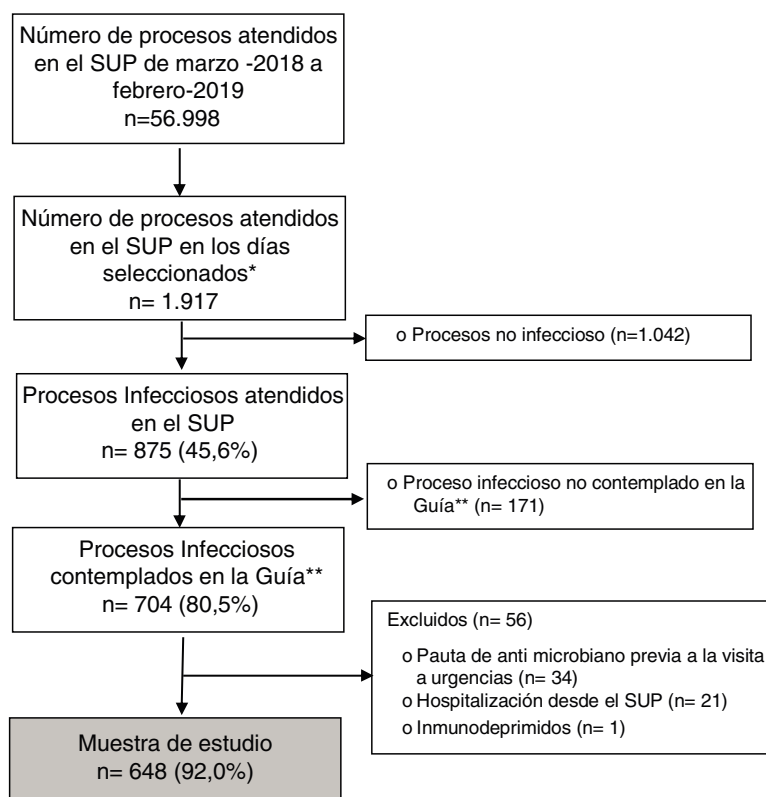 Número de procesos atendidos
en el SUP de marzo -2018 a
febrero-2019
n=56.998
Número de procesos atendidos
en el SUP en los días
seleccionados*
n= 1.917
o Procesos no infeccioso (n=1.042)
Procesos Infecciosos atendidos
en el SUP
n= 875 (45,6%)
o Proceso infeccioso no contemplado en la
Guía** (n= 171)
Procesos Infecciosos
contemplados en la Guía**
n= 704 (80,5%)
Excluidos (n= 56)
o Pauta de anti microbiano previa a la visita
a urgencias (n= 34)
o Hospitalización desde el SUP (n= 21)
o Inmunodeprimidos (n= 1)
Muestra de estudio
n= 648 (92,0%)